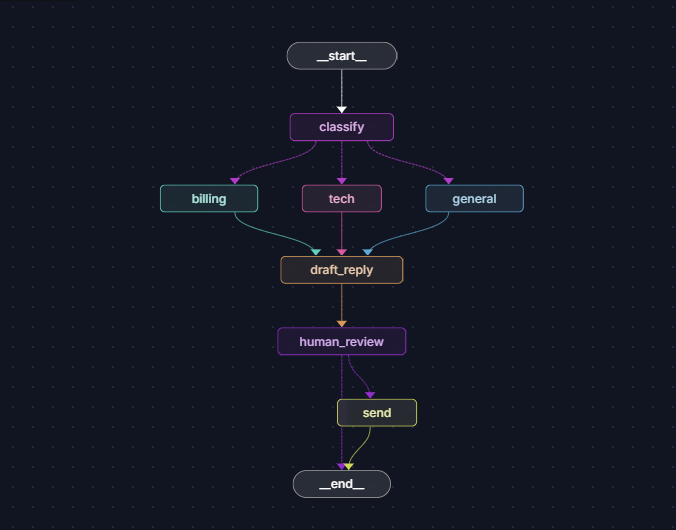 __start__
classify
billing
tech
general
draft_reply
human_review
send
__end__